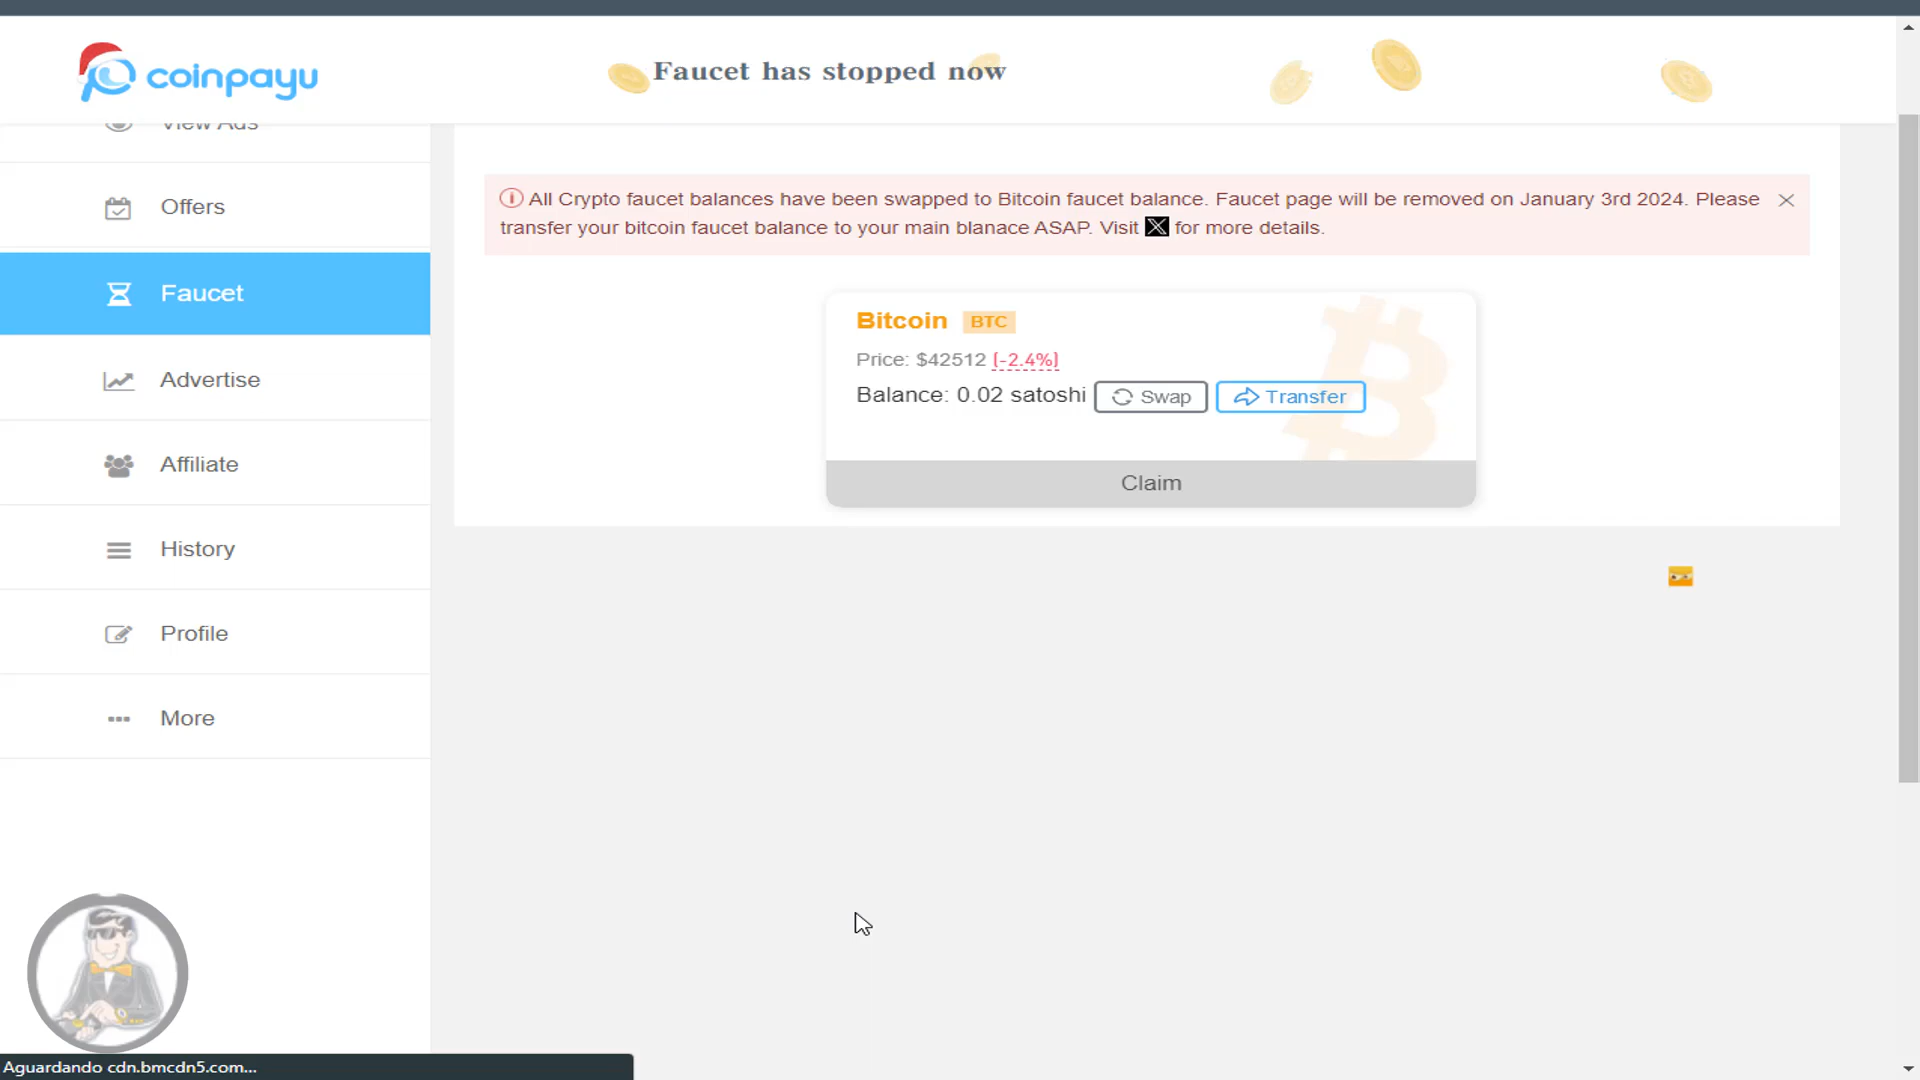 coinpayu
Faucet has stopped now
View Ads
Offers
Faucet
Advertise
Affiliate
History
Profile
More
All Crypto faucet balances have been swapped to Bitcoin faucet balance. Faucet page will be removed on January 3rd 2024. Please
transfer your bitcoin faucet balance to your main blanace ASAP. Visit X for more details.
Bitcoin BTC
Price: $42512 (-2.4%)
Balance: 0.02 satoshi Swap Transfer
Claim
Aguardando cdn.bmcdn5.com...